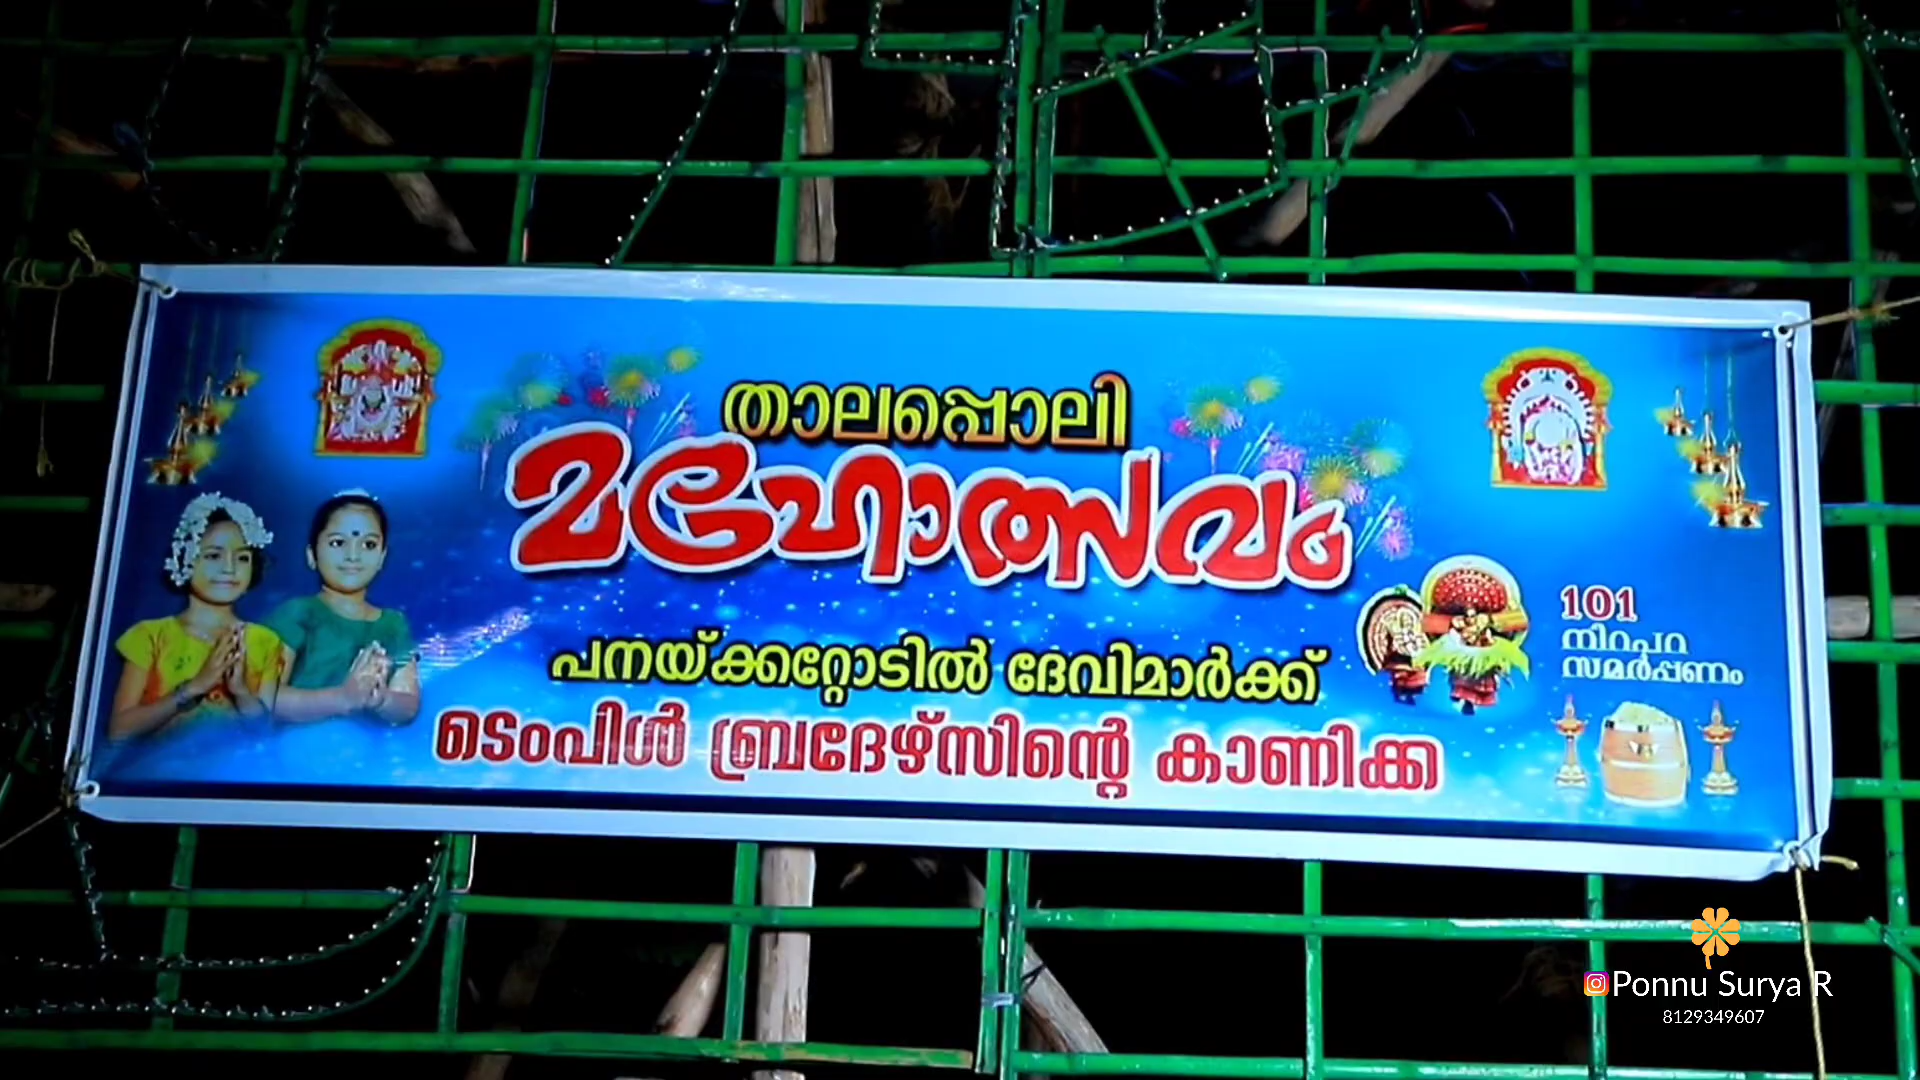 താലപ്പൊലി
മഹോത്സവം
പനയ്ക്കറ്റോടിൽ ദേവിമാർക്ക്
ടെംപിൾ ബ്രദേഴ്സിന്റെ കാണിക്ക
101
നിറപറ
സമർപ്പണം
Ponnu Surya R
8129349607